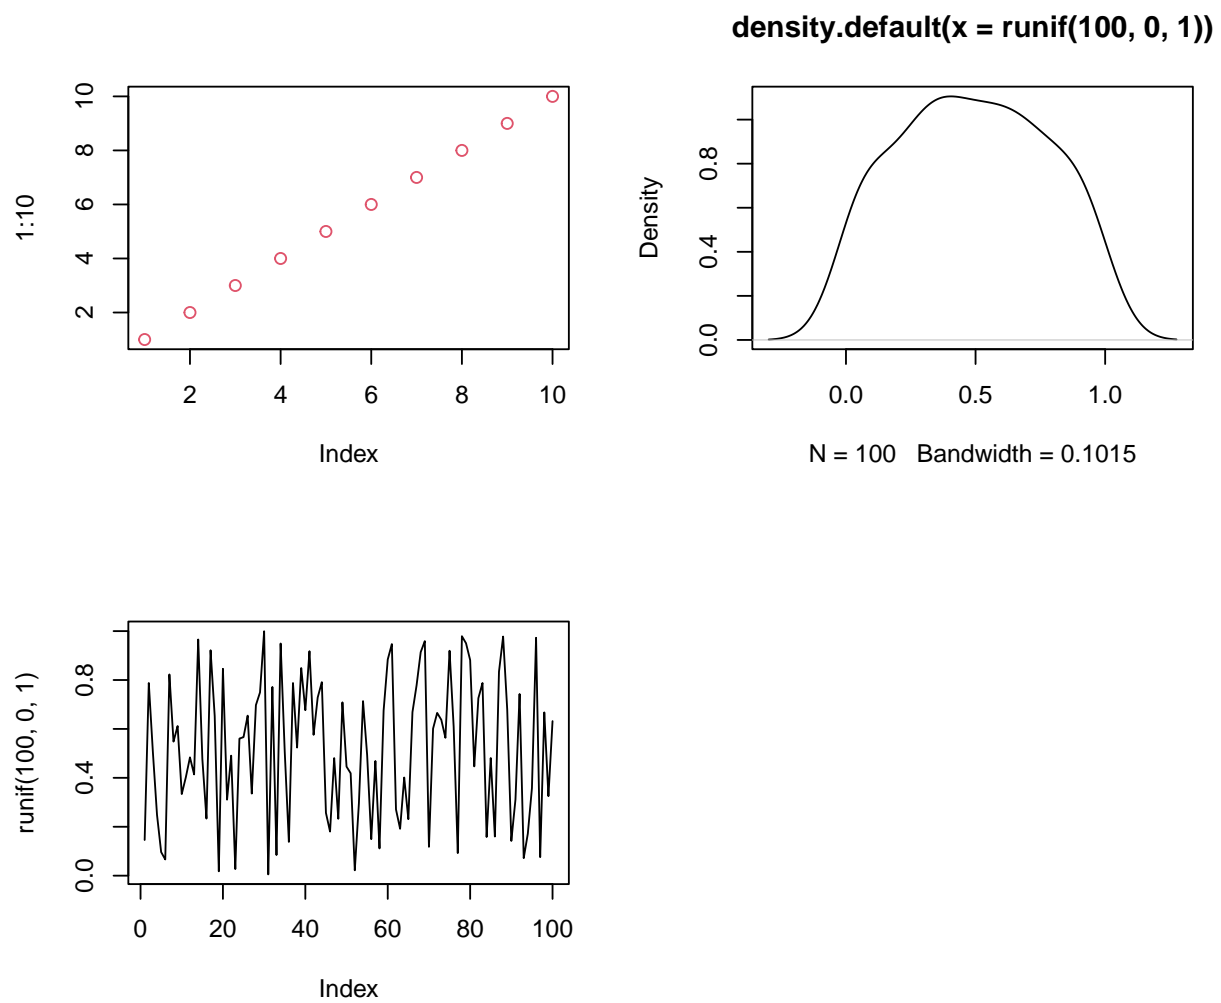 density.default(x = runif(100, 0, 1))
10
8
6
4
2
1:10
2 4 6 8 10
Index
0.8
0.4
0.0
Density
0.0 0.5 1.0
N = 100 Bandwidth = 0.1015
0.8
0.4
0.0
runif(100, 0, 1)
0 20 40 60 80 100
Index